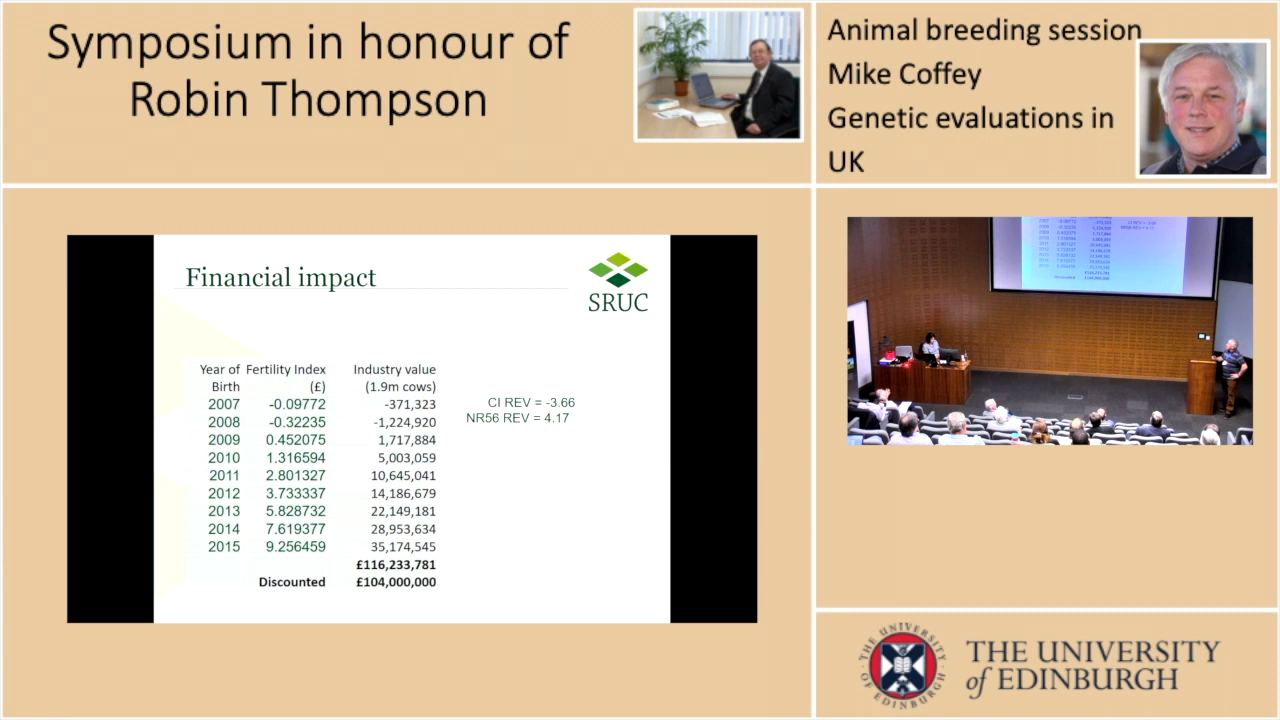 Symposium in honour of
Robin Thompson
Animal breeding session
Mike Coffey
Genetic evaluations in
UK
Financial impact
SRUC
Year of Birth Fertility Index (£) Industry value (1.9m cows)
2007 -0.09772 -371,323
2008 -0.32235 -1,224,920
2009 0.452075 1,717,884
2010 1.316594 5,003,059
2011 2.801327 10,645,041
2012 3.733337 14,186,679
2013 5.828732 22,149,181
2014 7.619377 28,953,634
2015 9.256459 35,174,545
£116,233,781
Discounted £104,000,000
CI REV = -3.66
NR56 REV = 4.17
THE UNIVERSITY
of EDINBURGH
THE UNIVERSITY OF EDINBURGH